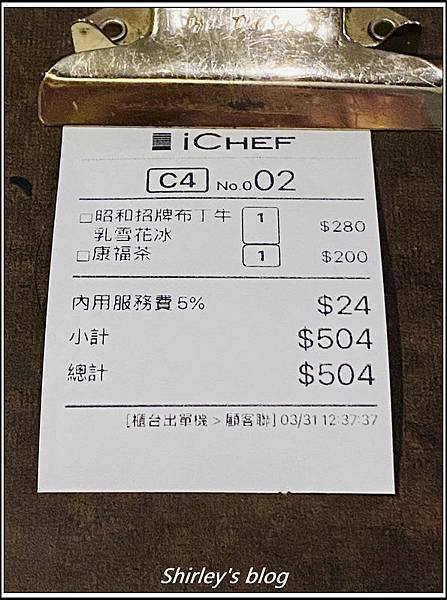 iCHEF
C4 No.002
□昭和招牌布丁牛 1 $280
乳雪花冰
□康福茶 1 $200
內用服務費 5% $24
小計 $504
總計 $504
[櫃台出單機 > 顧客聯] 03/31 12:37:37
Shirley's blog